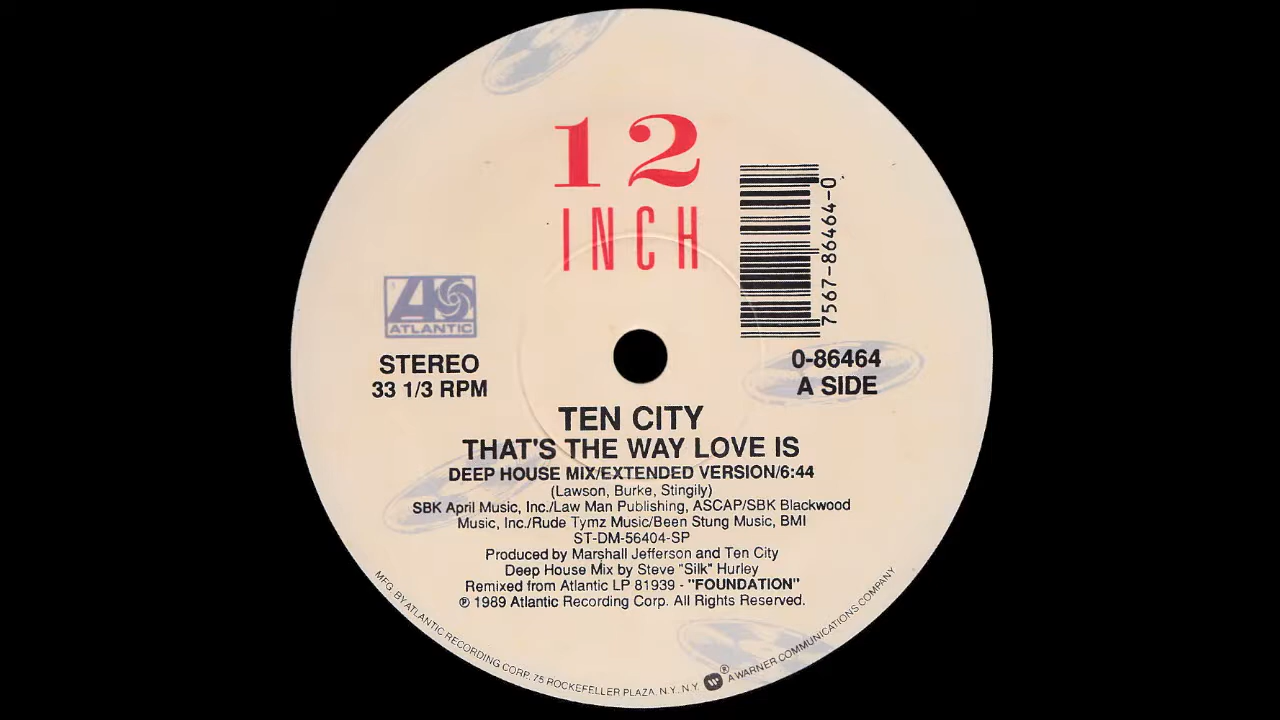 12
INCH
7567-86464-0
ATLANTIC
STEREO
33 1/3 RPM
0-86464
A SIDE
TEN CITY
THAT'S THE WAY LOVE IS
DEEP HOUSE MIX/EXTENDED VERSION/6:44
(Lawson, Burke, Stingily)
SBK April Music, Inc./Law Man Publishing, ASCAP/SBK Blackwood
Music, Inc./Rude Tymz Music/Been Stung Music, BMI
ST-DM-56404-SP
Produced by Marshall Jefferson and Ten City
Deep House Mix by Steve "Silk" Hurley
Remixed from Atlantic LP 81939 - "FOUNDATION"
℗ 1989 Atlantic Recording Corp. All Rights Reserved.
MFG. BY ATLANTIC RECORDING CORP. 75 ROCKEFELLER PLAZA, N.Y., N.Y. ® A WARNER COMMUNICATIONS COMPANY